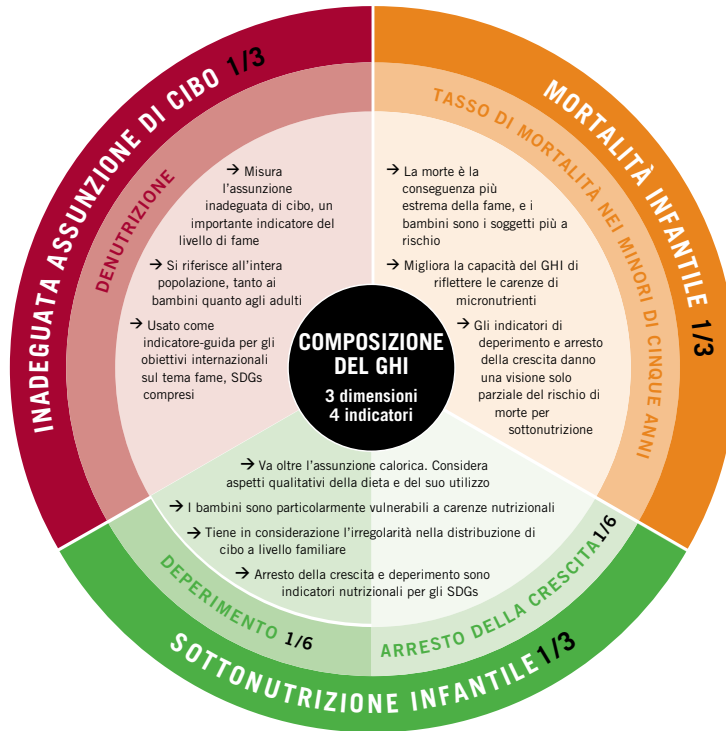 INADEGUATA ASSUNZIONE DI CIBO 1/3
DENUTRIZIONE
→ Misura
l'assunzione
inadeguata di cibo, un
importante indicatore del
livello di fame
→ Si riferisce all'intera
popolazione, tanto ai
bambini quanto agli adulti
→ Usato come
indicatore-guida per gli
obiettivi internazionali
sul tema fame, SDGs
compresi
MORTALITÀ INFANTILE 1/3
TASSO DI MORTALITÀ NEI MINORI DI CINQUE ANNI
→ La morte è la
conseguenza più
estrema della fame, e i
bambini sono i soggetti più a
rischio
→ Migliora la capacità del GHI di
riflettere le carenze di
micronutrienti
→ Gli indicatori di
deperimento e arresto
della crescita danno
una visione solo
parziale del rischio di
morte per
sottonutrizione
COMPOSIZIONE
DEL GHI
3 dimensioni
4 indicatori
→ Va oltre l'assunzione calorica. Considera
aspetti qualitativi della dieta e del suo utilizzo
→ I bambini sono particolarmente vulnerabili a carenze nutrizionali
→ Tiene in considerazione l'irregolarità nella distribuzione di
cibo a livello familiare
→ Arresto della crescita e deperimento sono
indicatori nutrizionali per gli SDGs
DEPERIMENTO 1/6
ARRESTO DELLA CRESCITA 1/6
SOTTONUTRIZIONE INFANTILE 1/3